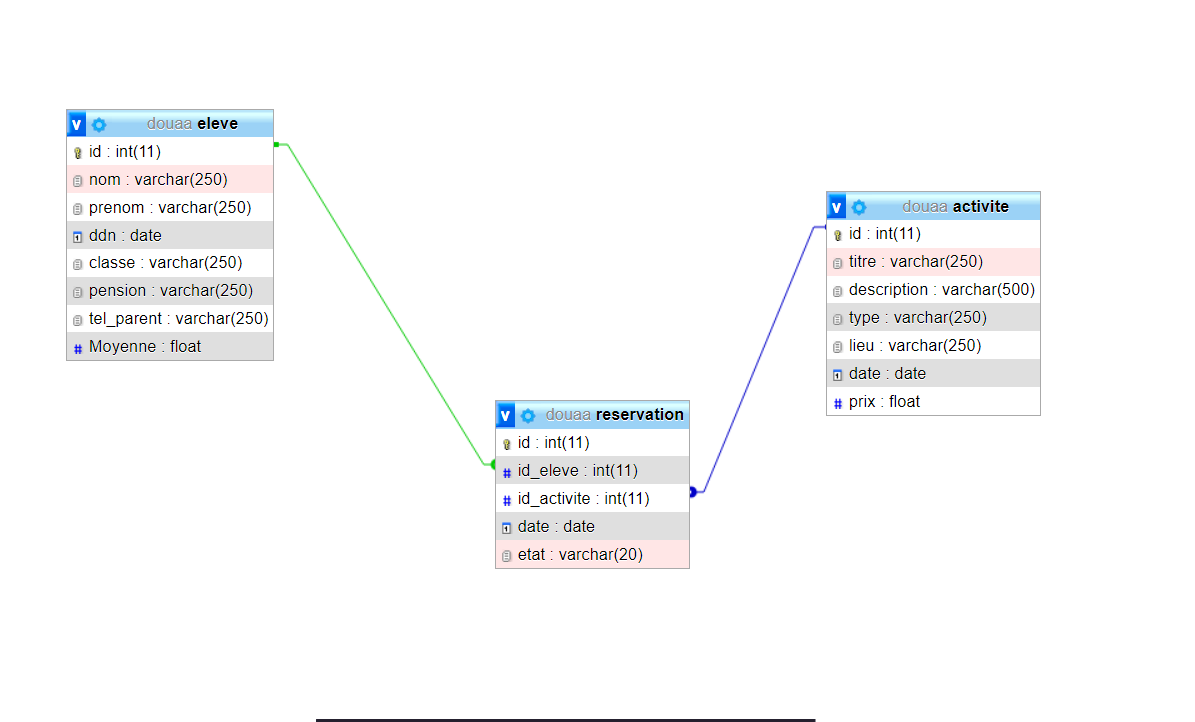 v douaa eleve
id : int(11)
nom : varchar(250)
prenom : varchar(250)
ddn : date
classe : varchar(250)
pension : varchar(250)
tel_parent : varchar(250)
# Moyenne : float
v douaa activite
id : int(11)
titre : varchar(250)
description : varchar(500)
type : varchar(250)
lieu : varchar(250)
date : date
# prix : float
v douaa reservation
id : int(11)
# id_eleve : int(11)
# id_activite : int(11)
date : date
etat : varchar(20)